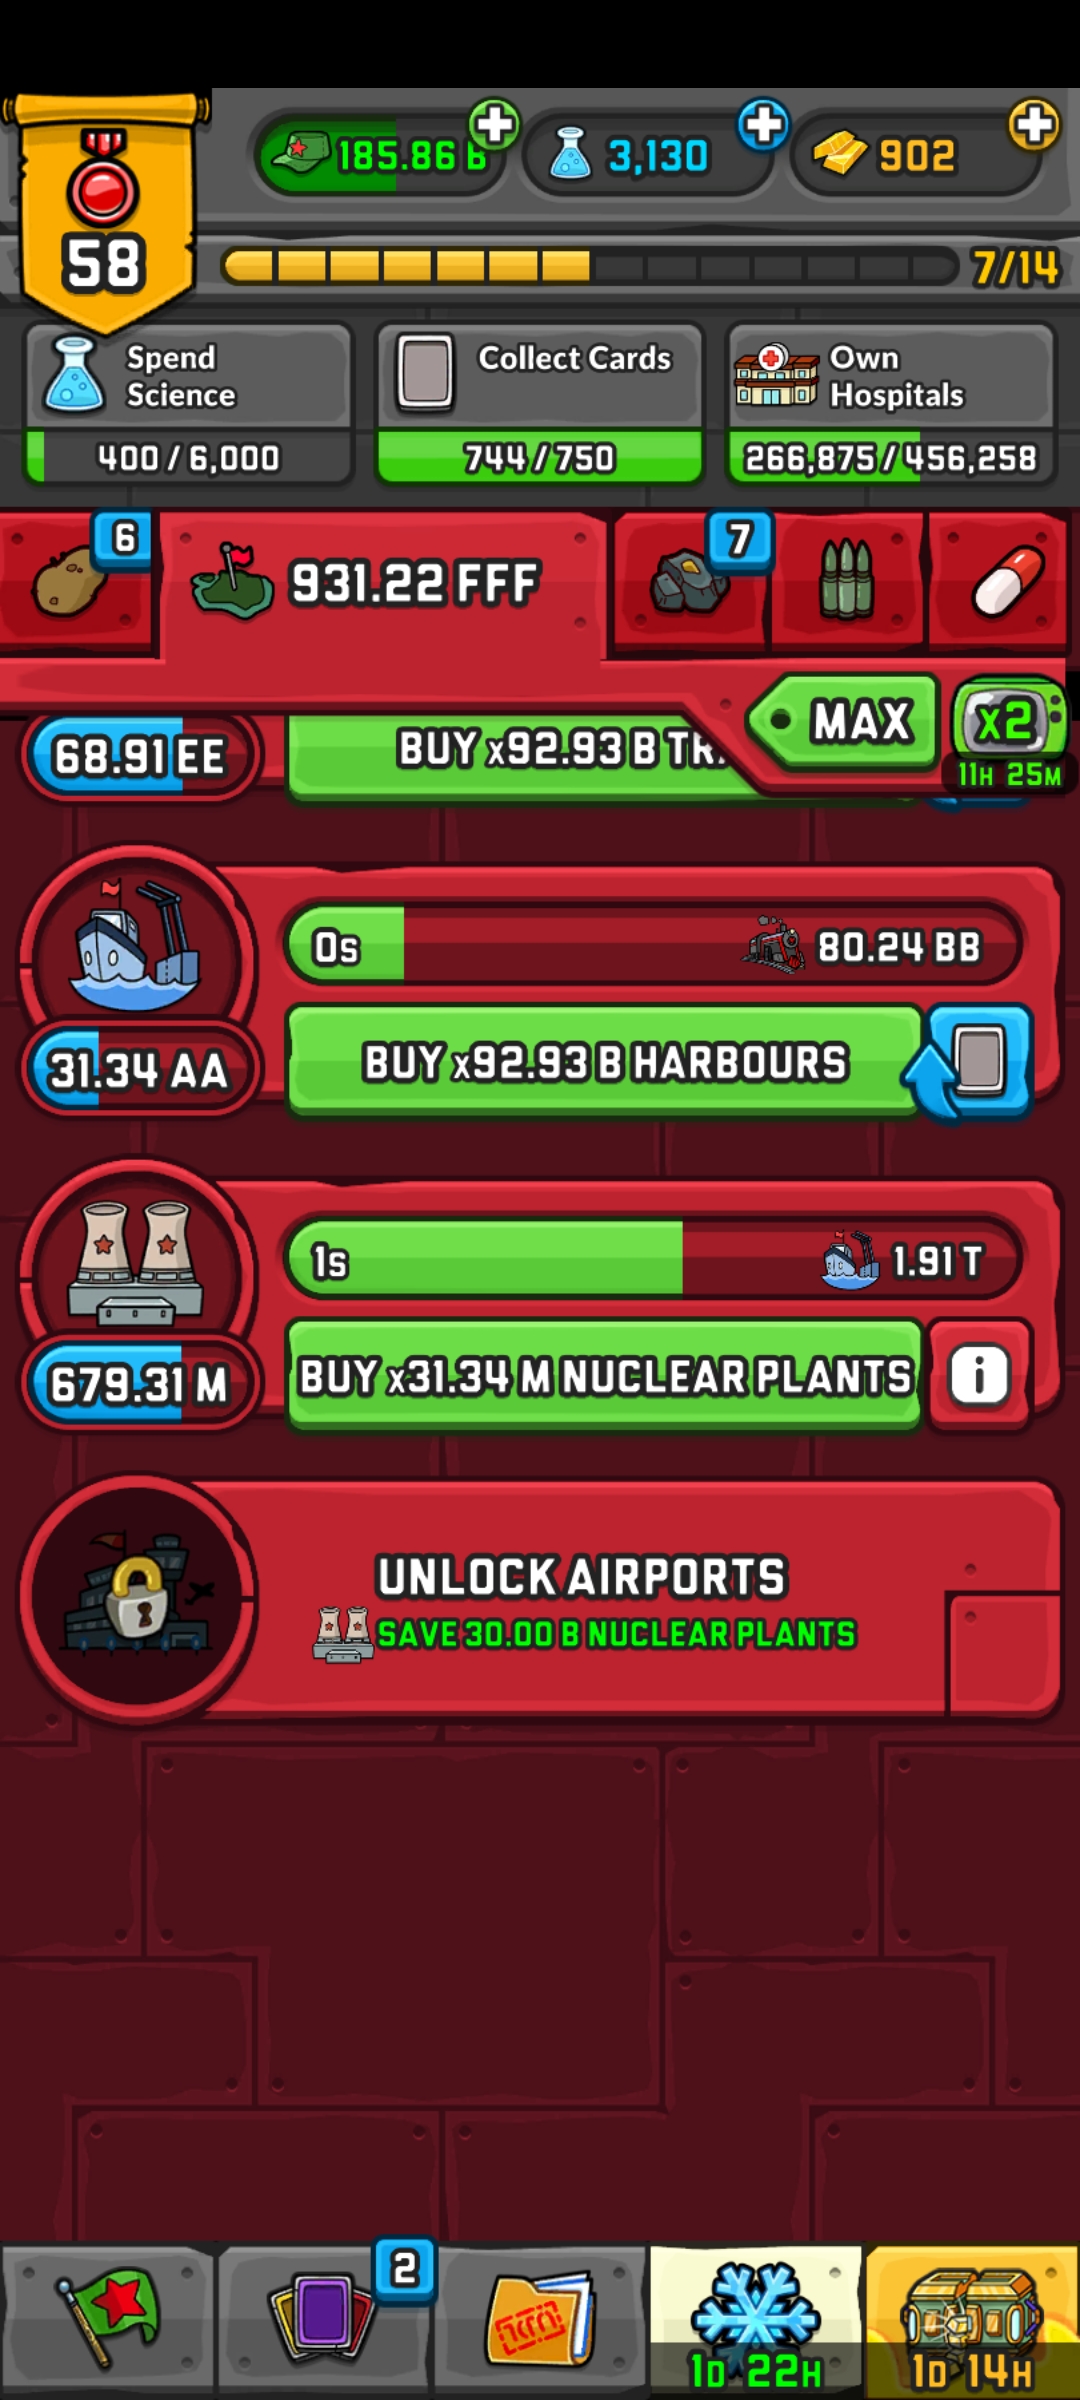 185.86 B
3,130
902
58
7/14
Spend
Science
Collect Cards
Own
Hospitals
400 / 6,000
744 / 750
266,875 / 456,258
6
931.22 FFF
7
MAX
x2
11H 25M
68.91 EE
BUY x92.93 B
0s
80.24 BB
31.34 AA
BUY x92.93 B HARBOURS
1s
1.91 T
679.31 M
BUY x31.34 M NUCLEAR PLANTS
i
UNLOCK AIRPORTS
SAVE 30.00 B NUCLEAR PLANTS
2
1D 22H
1D 14H